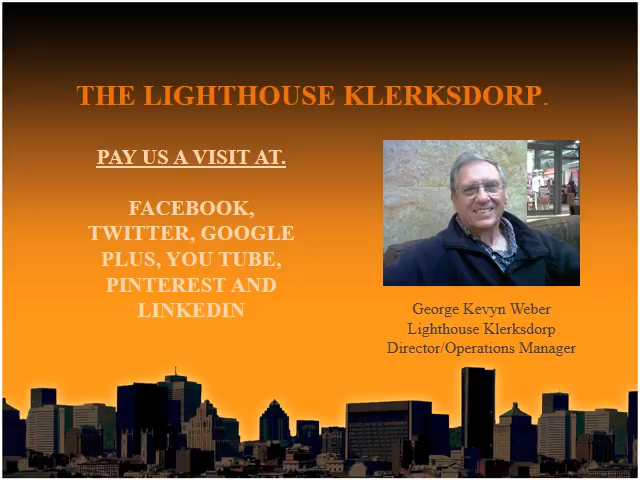 THE LIGHTHOUSE KLERKSDORP.
PAY US A VISIT AT.
FACEBOOK,
TWITTER, GOOGLE
PLUS, YOU TUBE,
PINTEREST AND
LINKEDIN
George Kevyn Weber
Lighthouse Klerksdorp
Director/Operations Manager